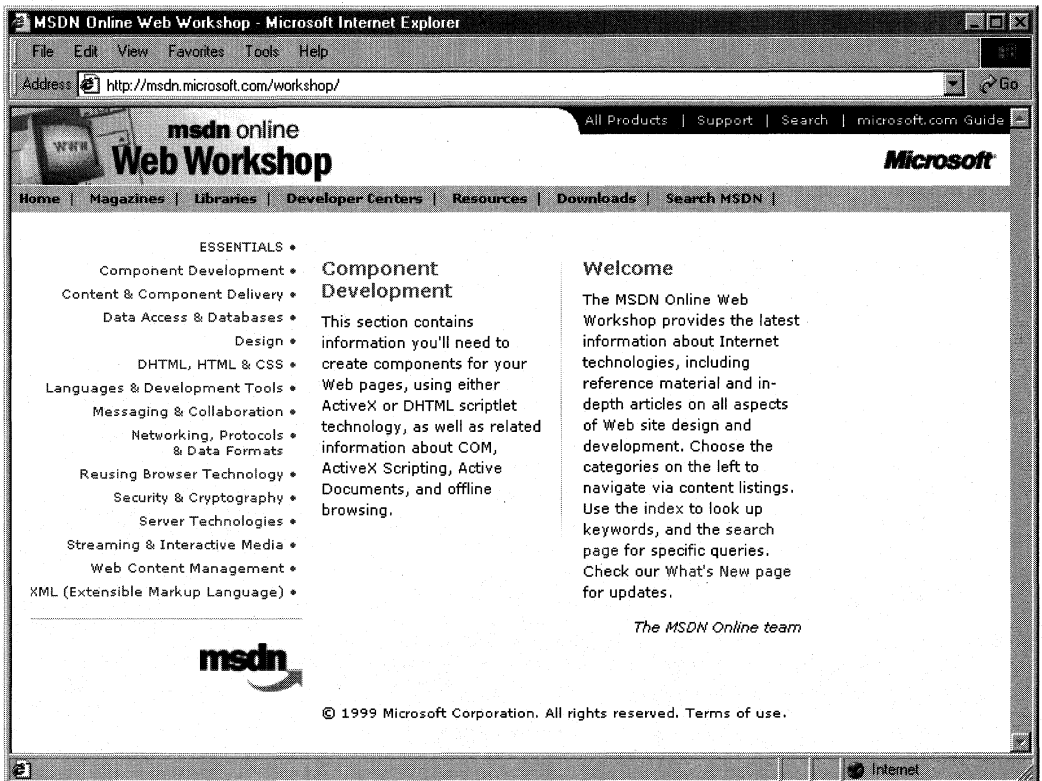 MSDN Online Web Workshop - Microsoft Internet Explorer
File Edit View Favorites Tools Help
Address http://msdn.microsoft.com/workshop/ Go
All Products | Support | Search | microsoft.com Guide
WWW
msdn online
Web Workshop
Microsoft
Home | Magazines | Libraries | Developer Centers | Resources | Downloads | Search MSDN |
ESSENTIALS •
Component Development •
Content & Component Delivery •
Data Access & Databases •
Design •
DHTML, HTML & CSS •
Languages & Development Tools •
Messaging & Collaboration •
Networking, Protocols •
& Data Formats
Reusing Browser Technology •
Security & Cryptography •
Server Technologies •
Streaming & Interactive Media •
Web Content Management •
XML (Extensible Markup Language) •
msdn
Component
Development
This section contains
information you'll need to
create components for your
Web pages, using either
ActiveX or DHTML scriptlet
technology, as well as related
information about COM,
ActiveX Scripting, Active
Documents, and offline
browsing.
Welcome
The MSDN Online Web
Workshop provides the latest
information about Internet
technologies, including
reference material and in-
depth articles on all aspects
of Web site design and
development. Choose the
categories on the left to
navigate via content listings.
Use the index to look up
keywords, and the search
page for specific queries.
Check our What's New page
for updates.
The MSDN Online team
© 1999 Microsoft Corporation. All rights reserved. Terms of use.
Internet